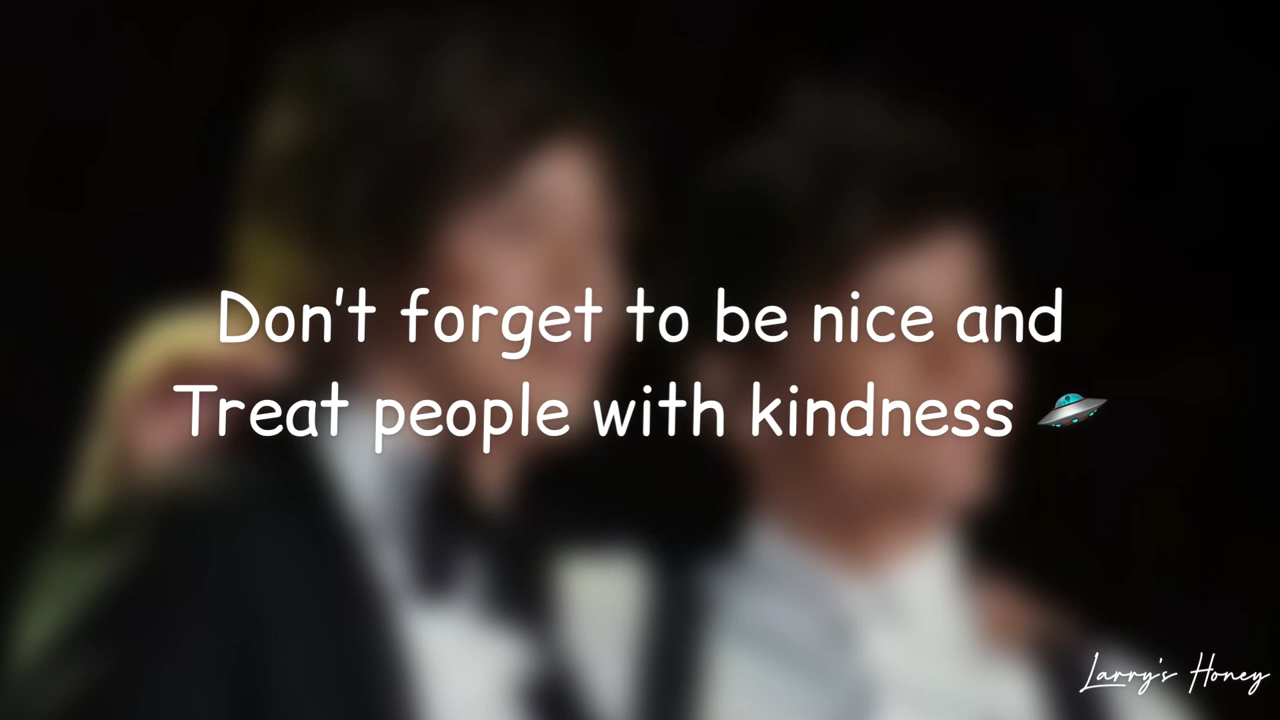 Don't forget to be nice and
Treat people with kindness 🛸
Larry's Honey